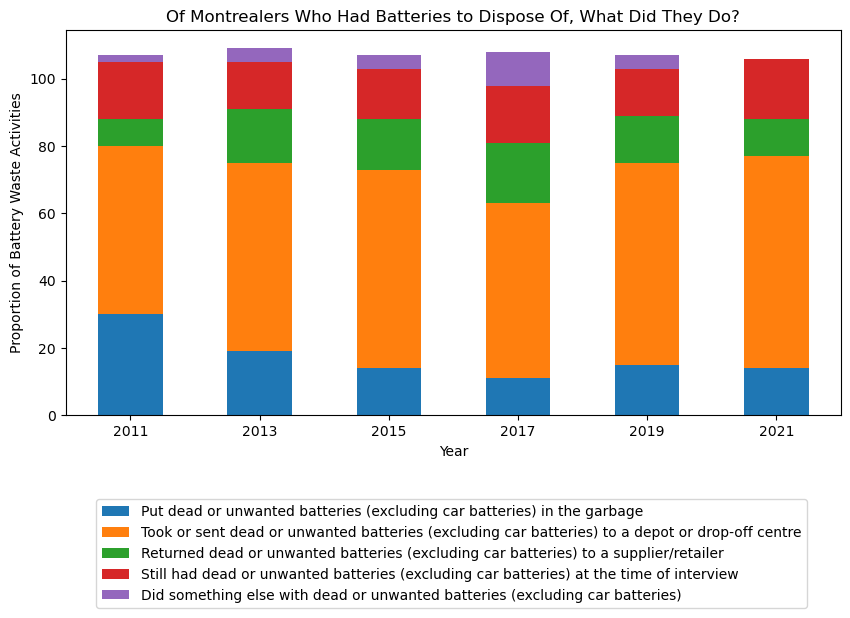 Of Montrealers Who Had Batteries to Dispose Of, What Did They Do?
Proportion of Battery Waste Activities
100
80
60
40
20
0
2011 2013 2015 2017 2019 2021
Year
Put dead or unwanted batteries (excluding car batteries) in the garbage
Took or sent dead or unwanted batteries (excluding car batteries) to a depot or drop-off centre
Returned dead or unwanted batteries (excluding car batteries) to a supplier/retailer
Still had dead or unwanted batteries (excluding car batteries) at the time of interview
Did something else with dead or unwanted batteries (excluding car batteries)